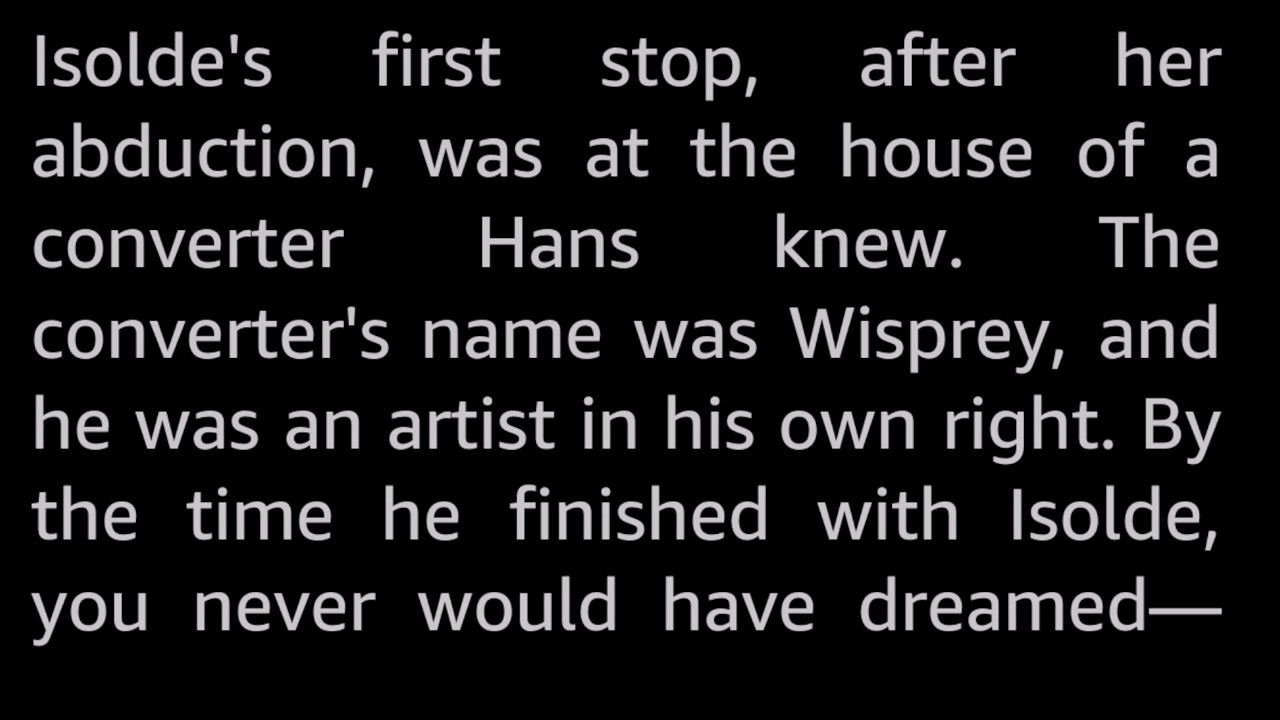 Isolde's first stop, after her
abduction, was at the house of a
converter Hans knew. The
converter's name was Wisprey, and
he was an artist in his own right. By
the time he finished with Isolde,
you never would have dreamed—